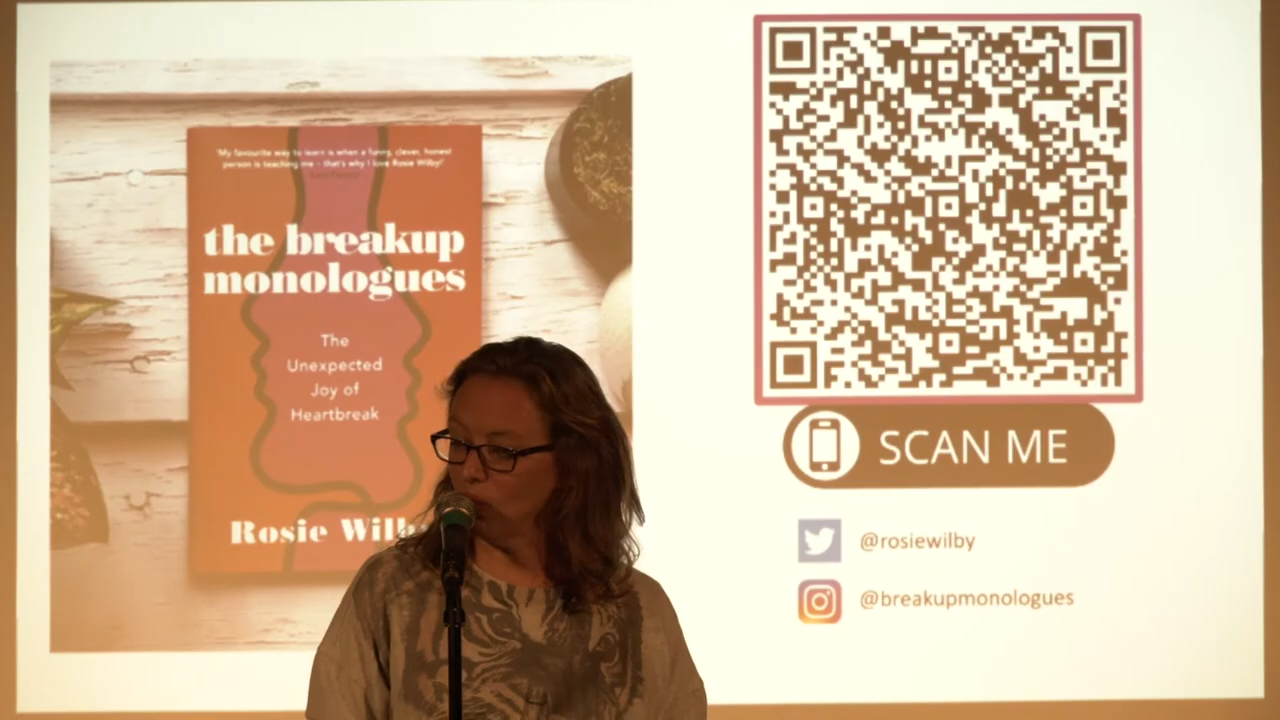 'My favourite way to learn is when a funny, clever, honest
person is teaching me – that's why I love Rosie Wilby!'
the breakup
monologues
The
Unexpected
Joy of
Heartbreak
Rosie
SCAN ME
@rosiewilby
@breakupmonologues